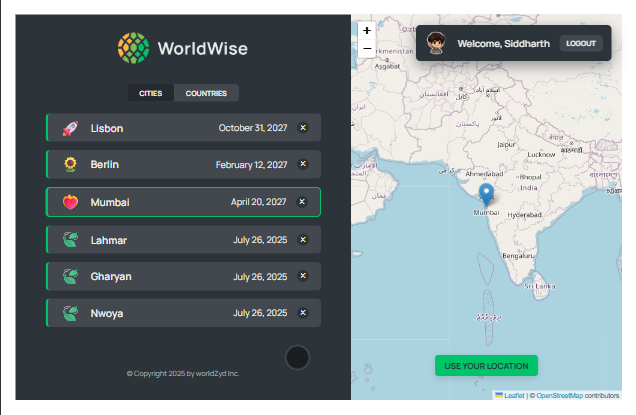 WorldWise
CITIES COUNTRIES
Lisbon October 31, 2027 ×
Berlin February 12, 2027 ×
Mumbai April 20, 2027 ×
Lahmar July 26, 2025 ×
Gharyan July 26, 2025 ×
Nwoya July 26, 2025 ×
© Copyright 2025 by worldZyd Inc.
+
−
Welcome, Siddharth LOGOUT
Aşgabat
پاکستان
Jaipur
Lucknow
Ahmedabad
Bhopal
India
Mumbai
Hyderabad
Bengaluru
Sri Lanka
USE YOUR LOCATION
Leaflet | © OpenStreetMap contributors